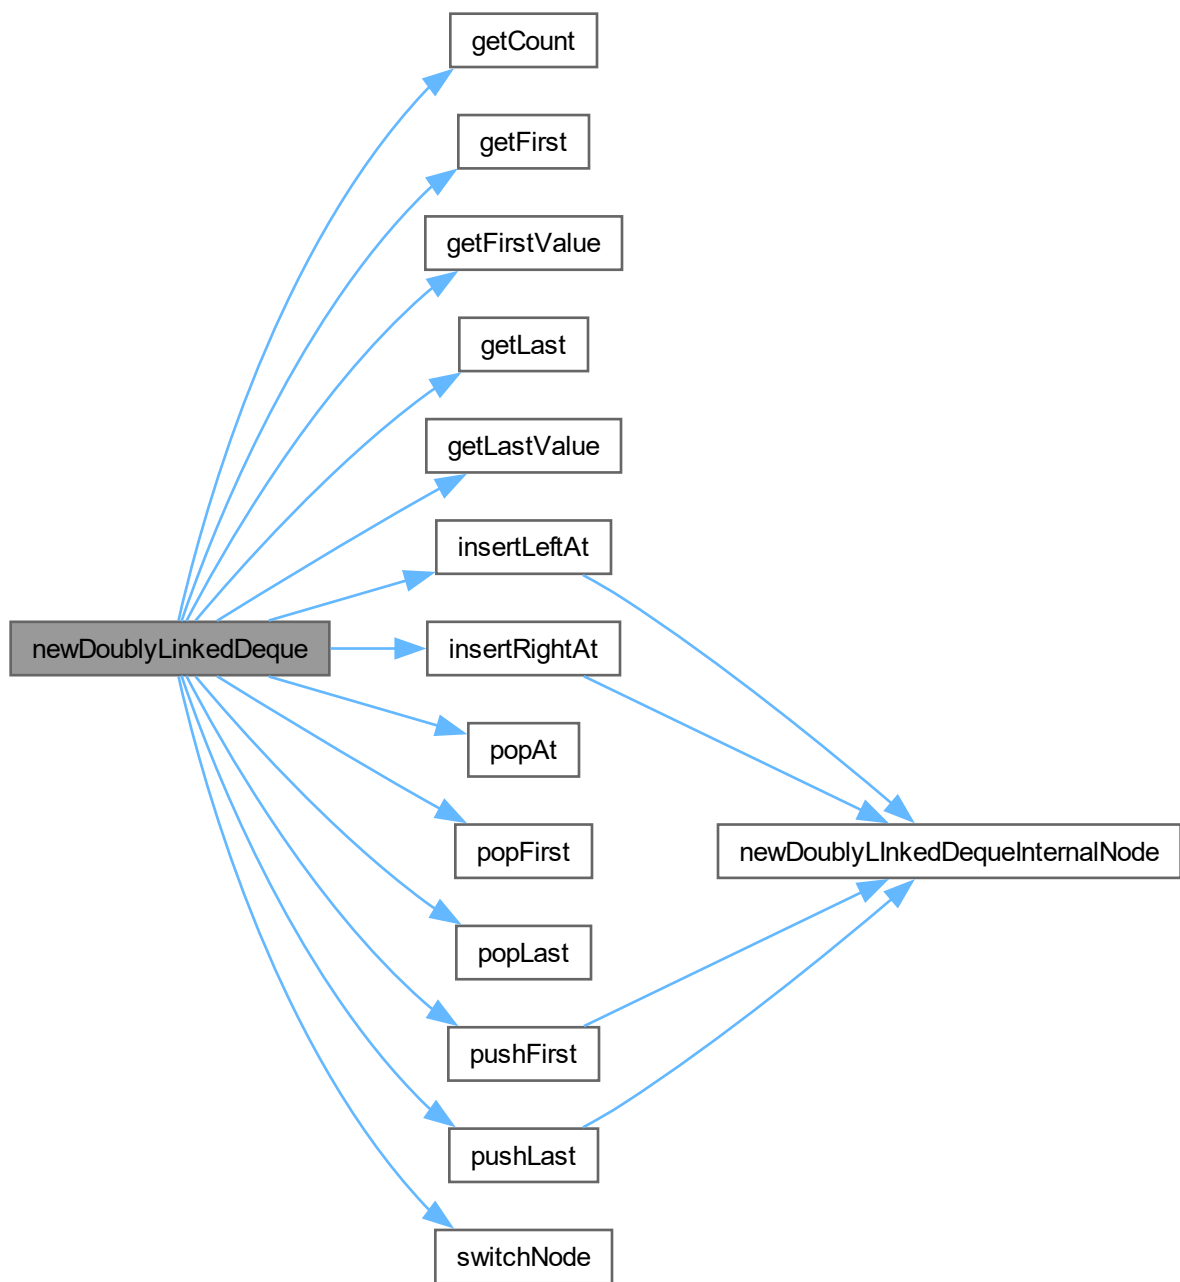 getCount
getFirst
getFirstValue
getLast
getLastValue
insertLeftAt
newDoublyLinkedDeque
insertRightAt
popAt
popFirst
newDoublyLInkedDequeInternalNode
popLast
pushFirst
pushLast
switchNode